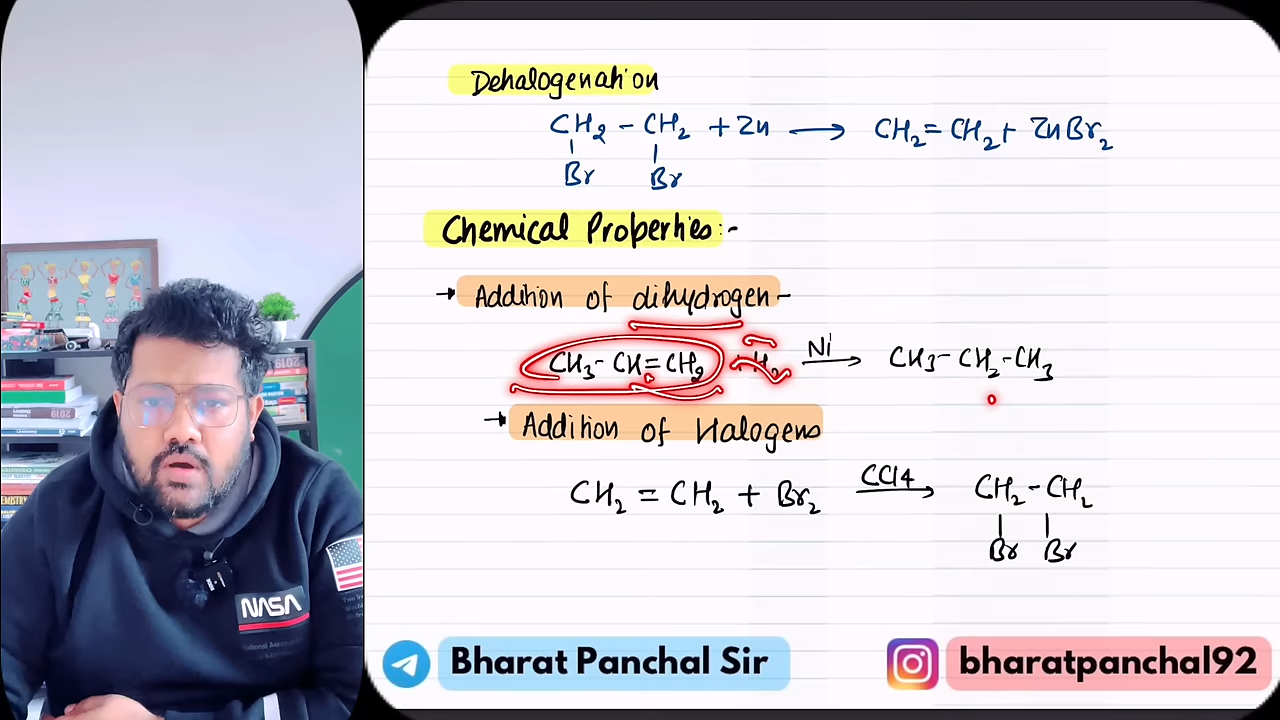 Dehalogenation
CH2 - CH2 + Zn ⟶ CH2=CH2+ ZnBr2
Br Br
Chemical Properties:-
→ Addition of dihydrogen-
CH3- CH=CH2 + H2 Ni⟶ CH3-CH2-CH3
→ Addition of Halogens
CH2 = CH2 + Br2 CCl4⟶ CH2-CH2
Br Br
NASA
Bharat Panchal Sir
bharatpanchal92